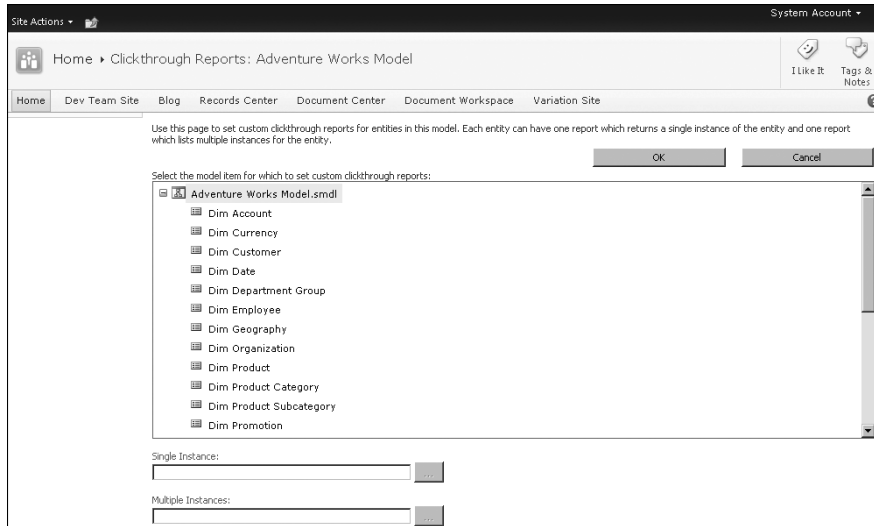 System Account
Site Actions
Home ▸ Clickthrough Reports: Adventure Works Model
I Like It
Tags & Notes
Home Dev Team Site Blog Records Center Document Center Document Workspace Variation Site
Use this page to set custom clickthrough reports for entities in this model. Each entity can have one report which returns a single instance of the entity and one report
which lists multiple instances for the entity.
OK Cancel
Select the model item for which to set custom clickthrough reports:
Adventure Works Model.smdl
Dim Account
Dim Currency
Dim Customer
Dim Date
Dim Department Group
Dim Employee
Dim Geography
Dim Organization
Dim Product
Dim Product Category
Dim Product Subcategory
Dim Promotion
Single Instance:
...
Multiple Instances:
...